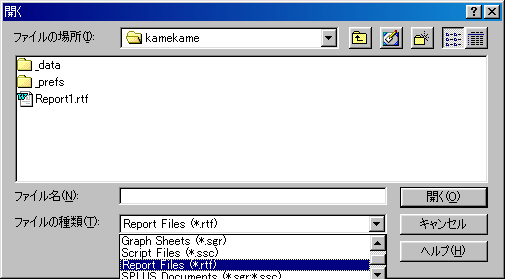 開く
ファイルの場所(I):
kamekame
_data
_prefs
Report1.rtf
ファイル名(N):
開く(O)
ファイルの種類(T):
Report Files (*.rtf)
キャンセル
Graph Sheets (*.sgr)
Script Files (*.ssc)
Report Files (*.rtf)
SPLUS Documents (*.sgr;*.ssc)
ヘルプ(H)